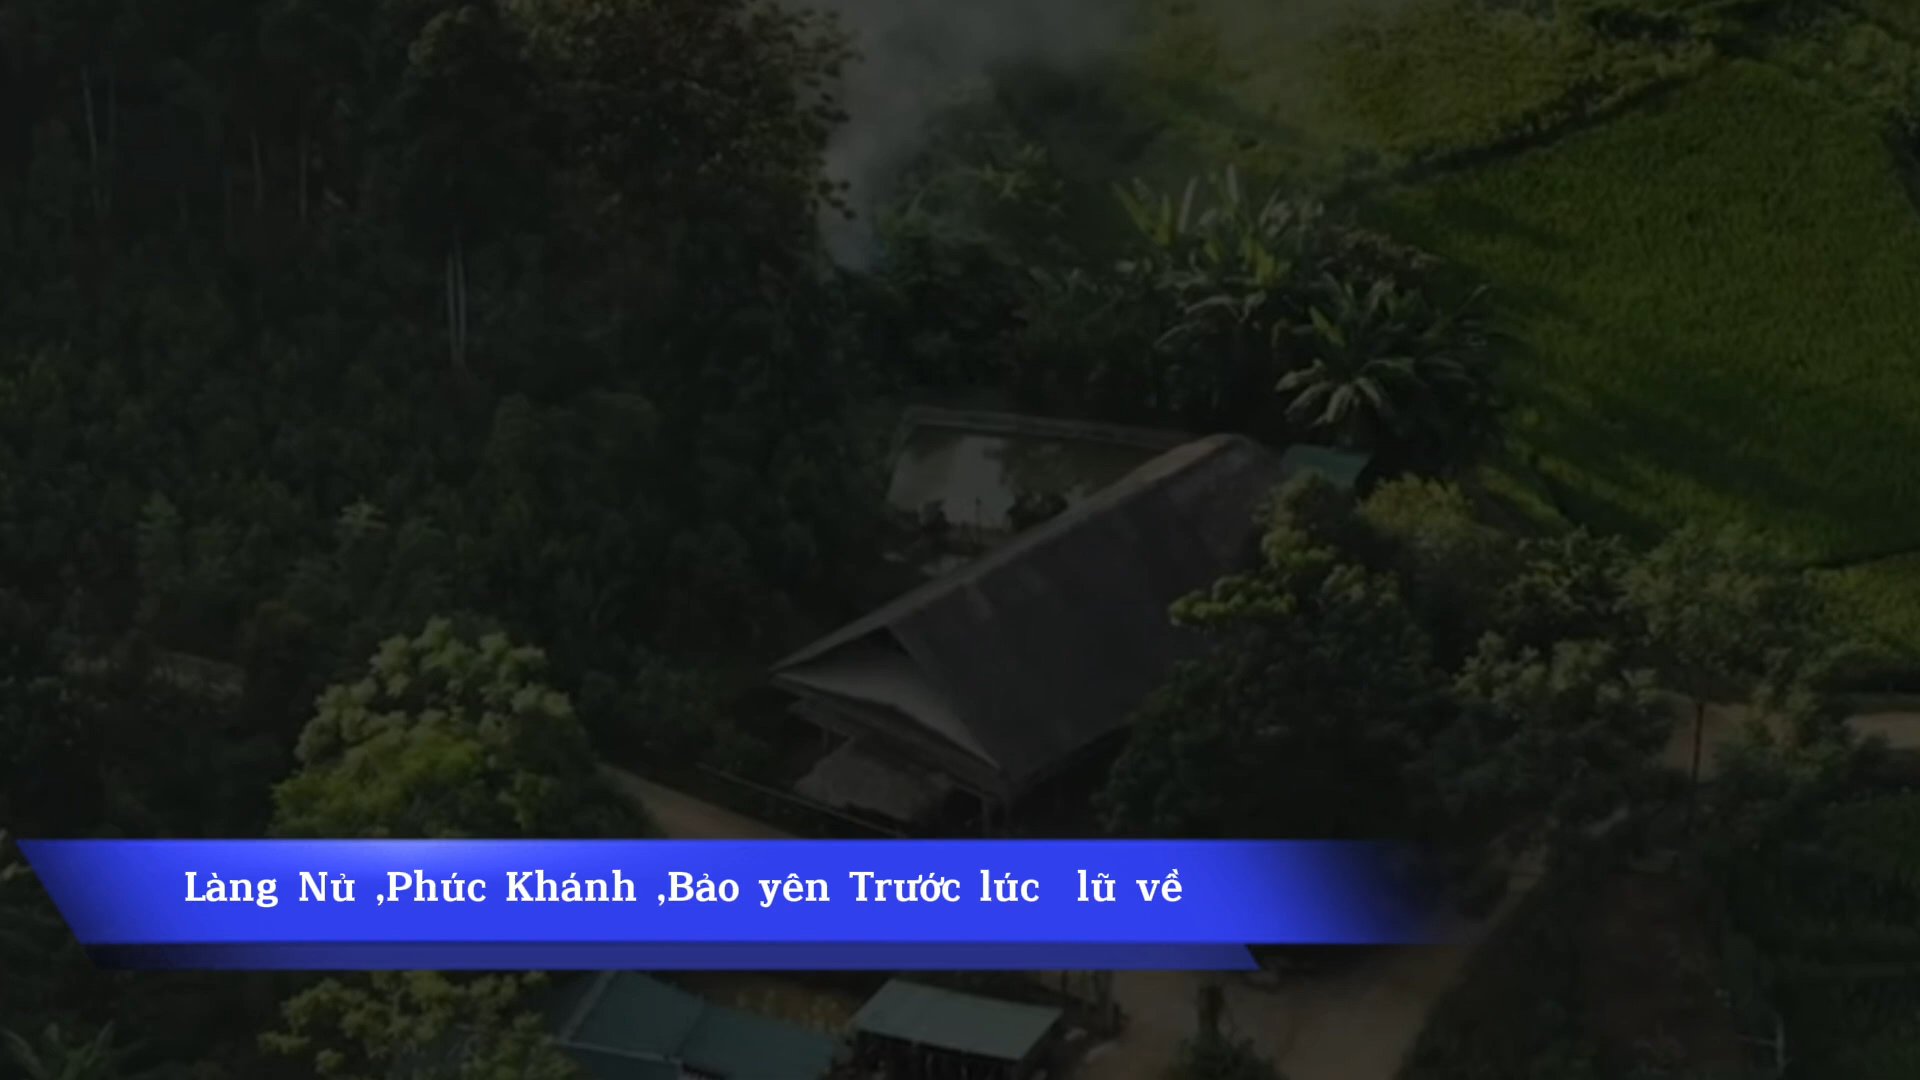 Làng Nủ ,Phúc Khánh ,Bảo yên Trước lúc  lũ về